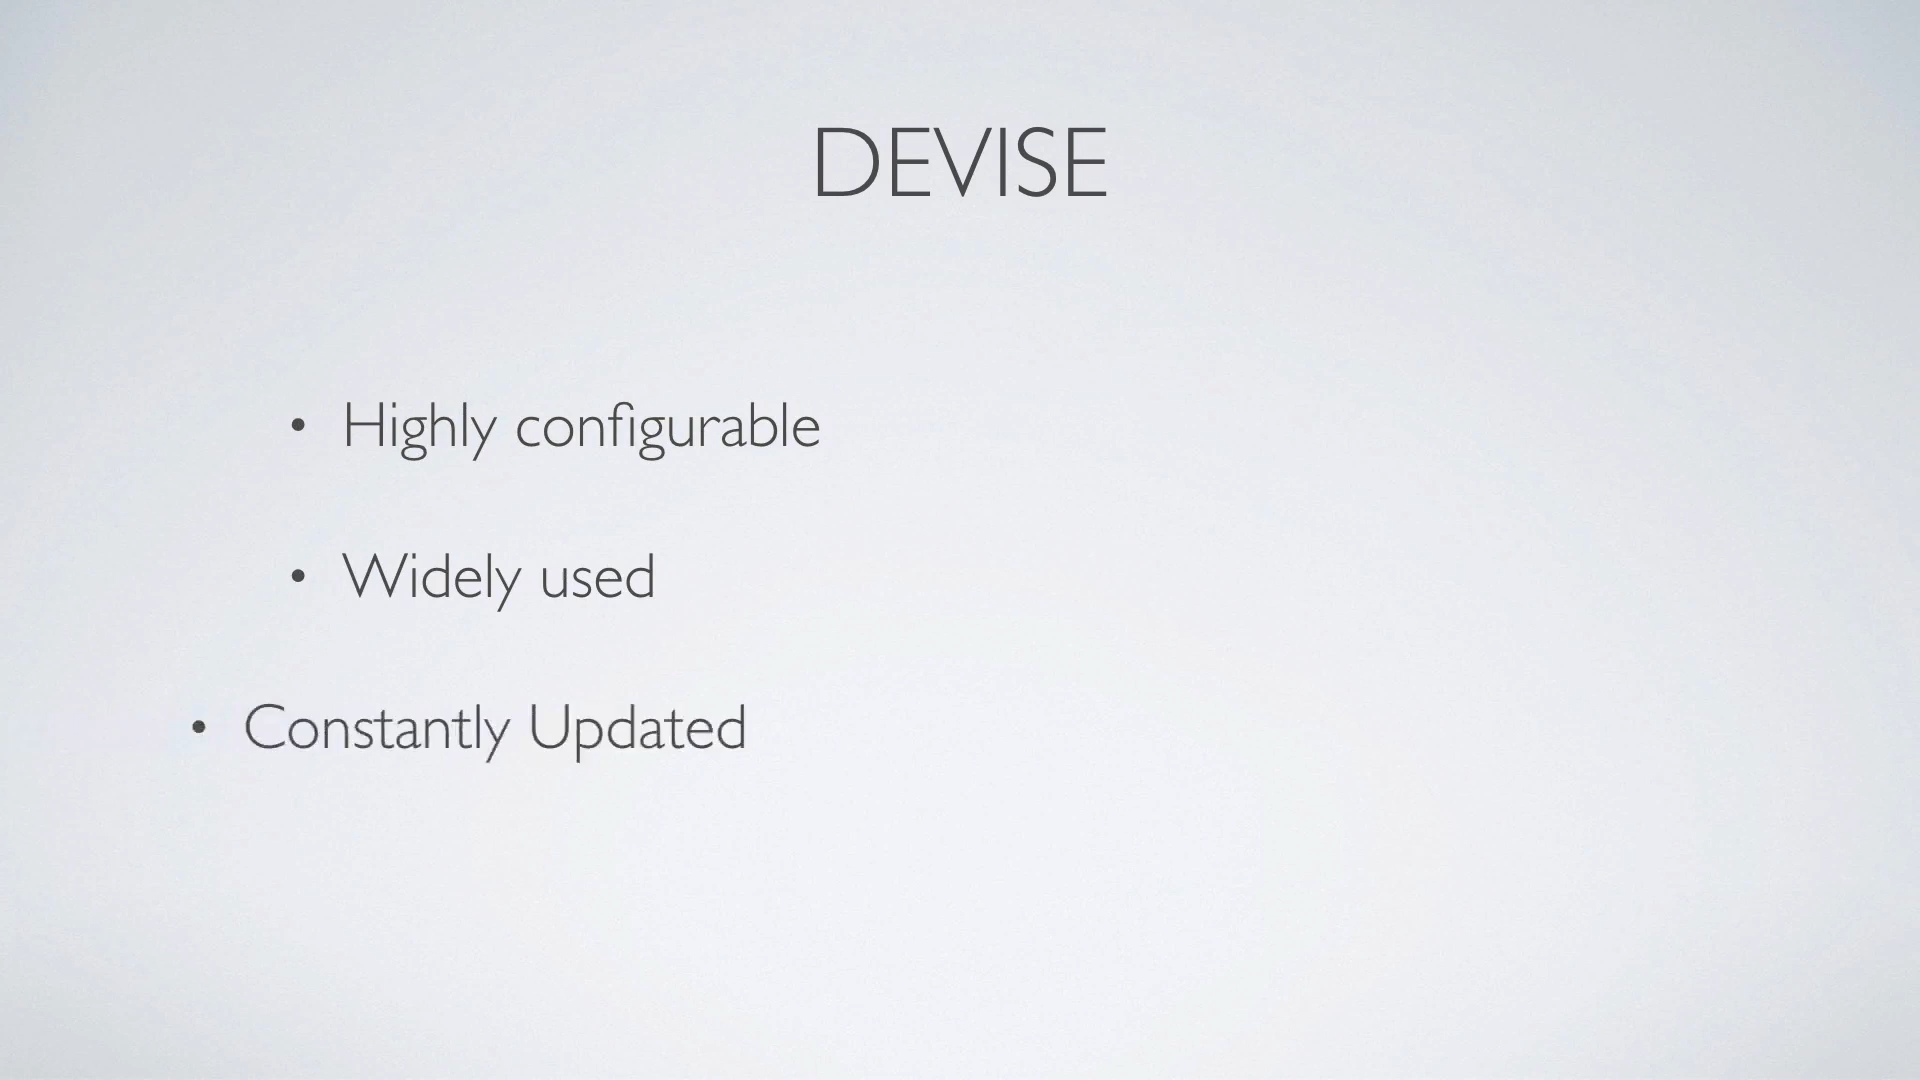 DEVISE
• Highly configurable
• Widely used
• Constantly Updated